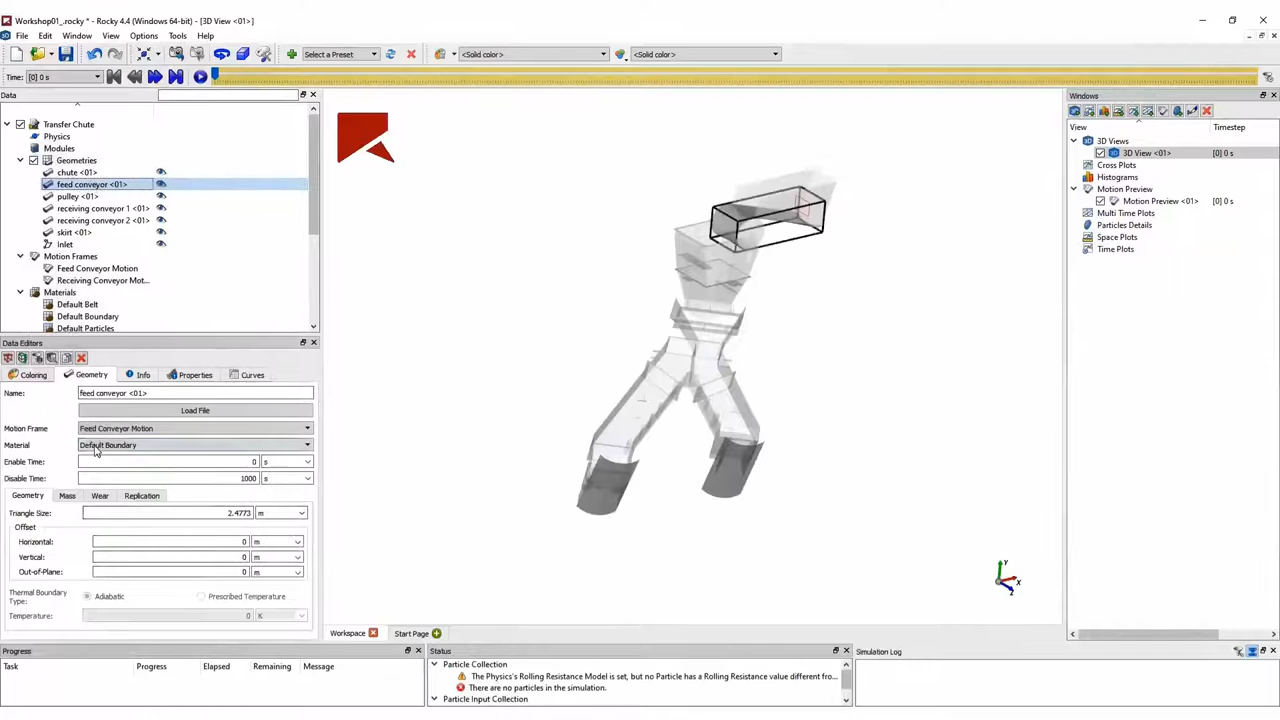 Workshop01_.rocky * - Rocky 4.4 (Windows 64-bit) - [3D View <01>]
File Edit Window View Options Tools Help
Select a Preset <Solid color> <Solid color>
Time: [0] 0 s
Data
Transfer Chute
Physics
Modules
Geometries
chute <01>
feed conveyor <01>
pulley <01>
receiving conveyor 1 <01>
receiving conveyor 2 <01>
skirt <01>
Inlet
Motion Frames
Feed Conveyor Motion
Receiving Conveyor Mot...
Materials
Default Belt
Default Boundary
Default Particles
Data Editors
Coloring Geometry Info Properties Curves
Name: feed conveyor <01>
Load File
Motion Frame Feed Conveyor Motion
Material Default Boundary
Enable Time: 0 s
Disable Time: 1000 s
Geometry Mass Wear Replication
Triangle Size: 2.4773 m
Offset
Horizontal: 0 m
Vertical: 0 m
Out-of-Plane: 0 m
Thermal Boundary
Type: Adiabatic Prescribed Temperature
Temperature: 0 K
Y
X
Z
Workspace Start Page
Windows
View Timestep
3D Views
3D View <01> [0] 0 s
Cross Plots
Histograms
Motion Preview
Motion Preview <01> [0] 0 s
Multi Time Plots
Particles Details
Space Plots
Time Plots
Progress
Task Progress Elapsed Remaining Message
Status
Particle Collection
The Physics's Rolling Resistance Model is set, but no Particle has a Rolling Resistance value different fro...
There are no particles in the simulation.
Particle Input Collection
Simulation Log